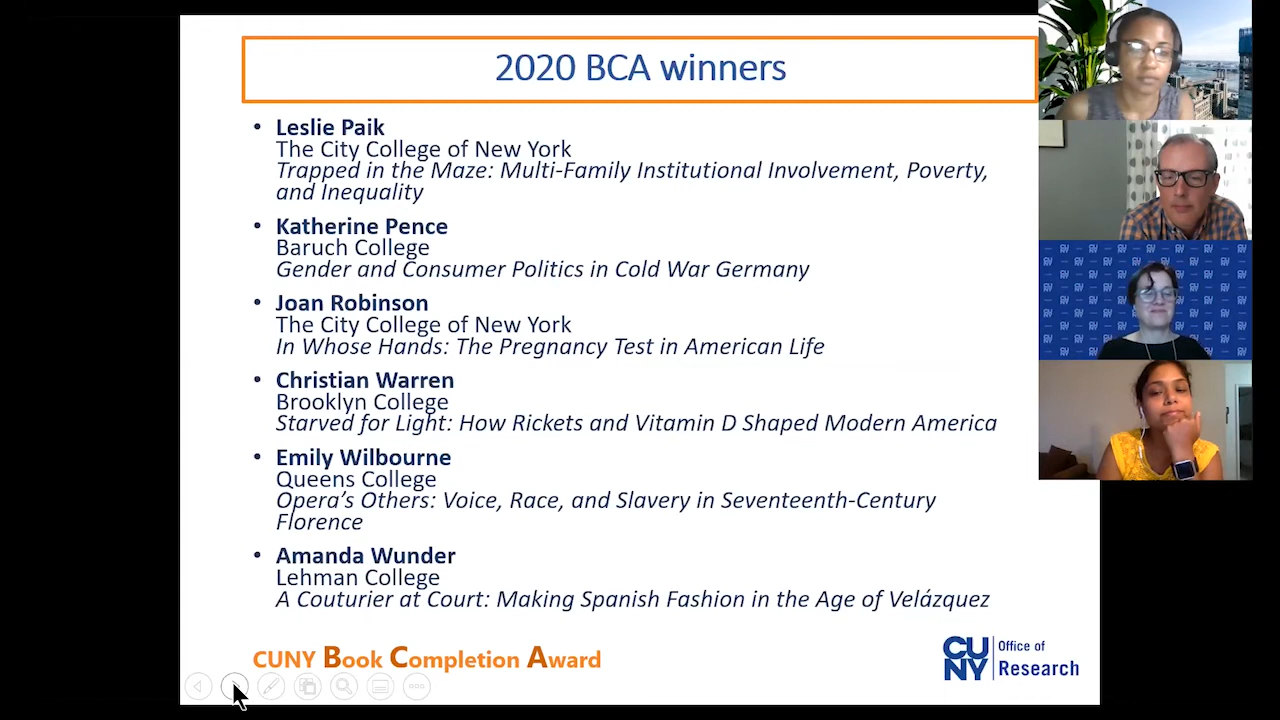 2020 BCA winners
• Leslie Paik
The City College of New York
Trapped in the Maze: Multi-Family Institutional Involvement, Poverty,
and Inequality
• Katherine Pence
Baruch College
Gender and Consumer Politics in Cold War Germany
• Joan Robinson
The City College of New York
In Whose Hands: The Pregnancy Test in American Life
• Christian Warren
Brooklyn College
Starved for Light: How Rickets and Vitamin D Shaped Modern America
• Emily Wilbourne
Queens College
Opera's Others: Voice, Race, and Slavery in Seventeenth-Century
Florence
• Amanda Wunder
Lehman College
A Couturier at Court: Making Spanish Fashion in the Age of Velázquez
CUNY Book Completion Award
CU
NY
Office of
Research